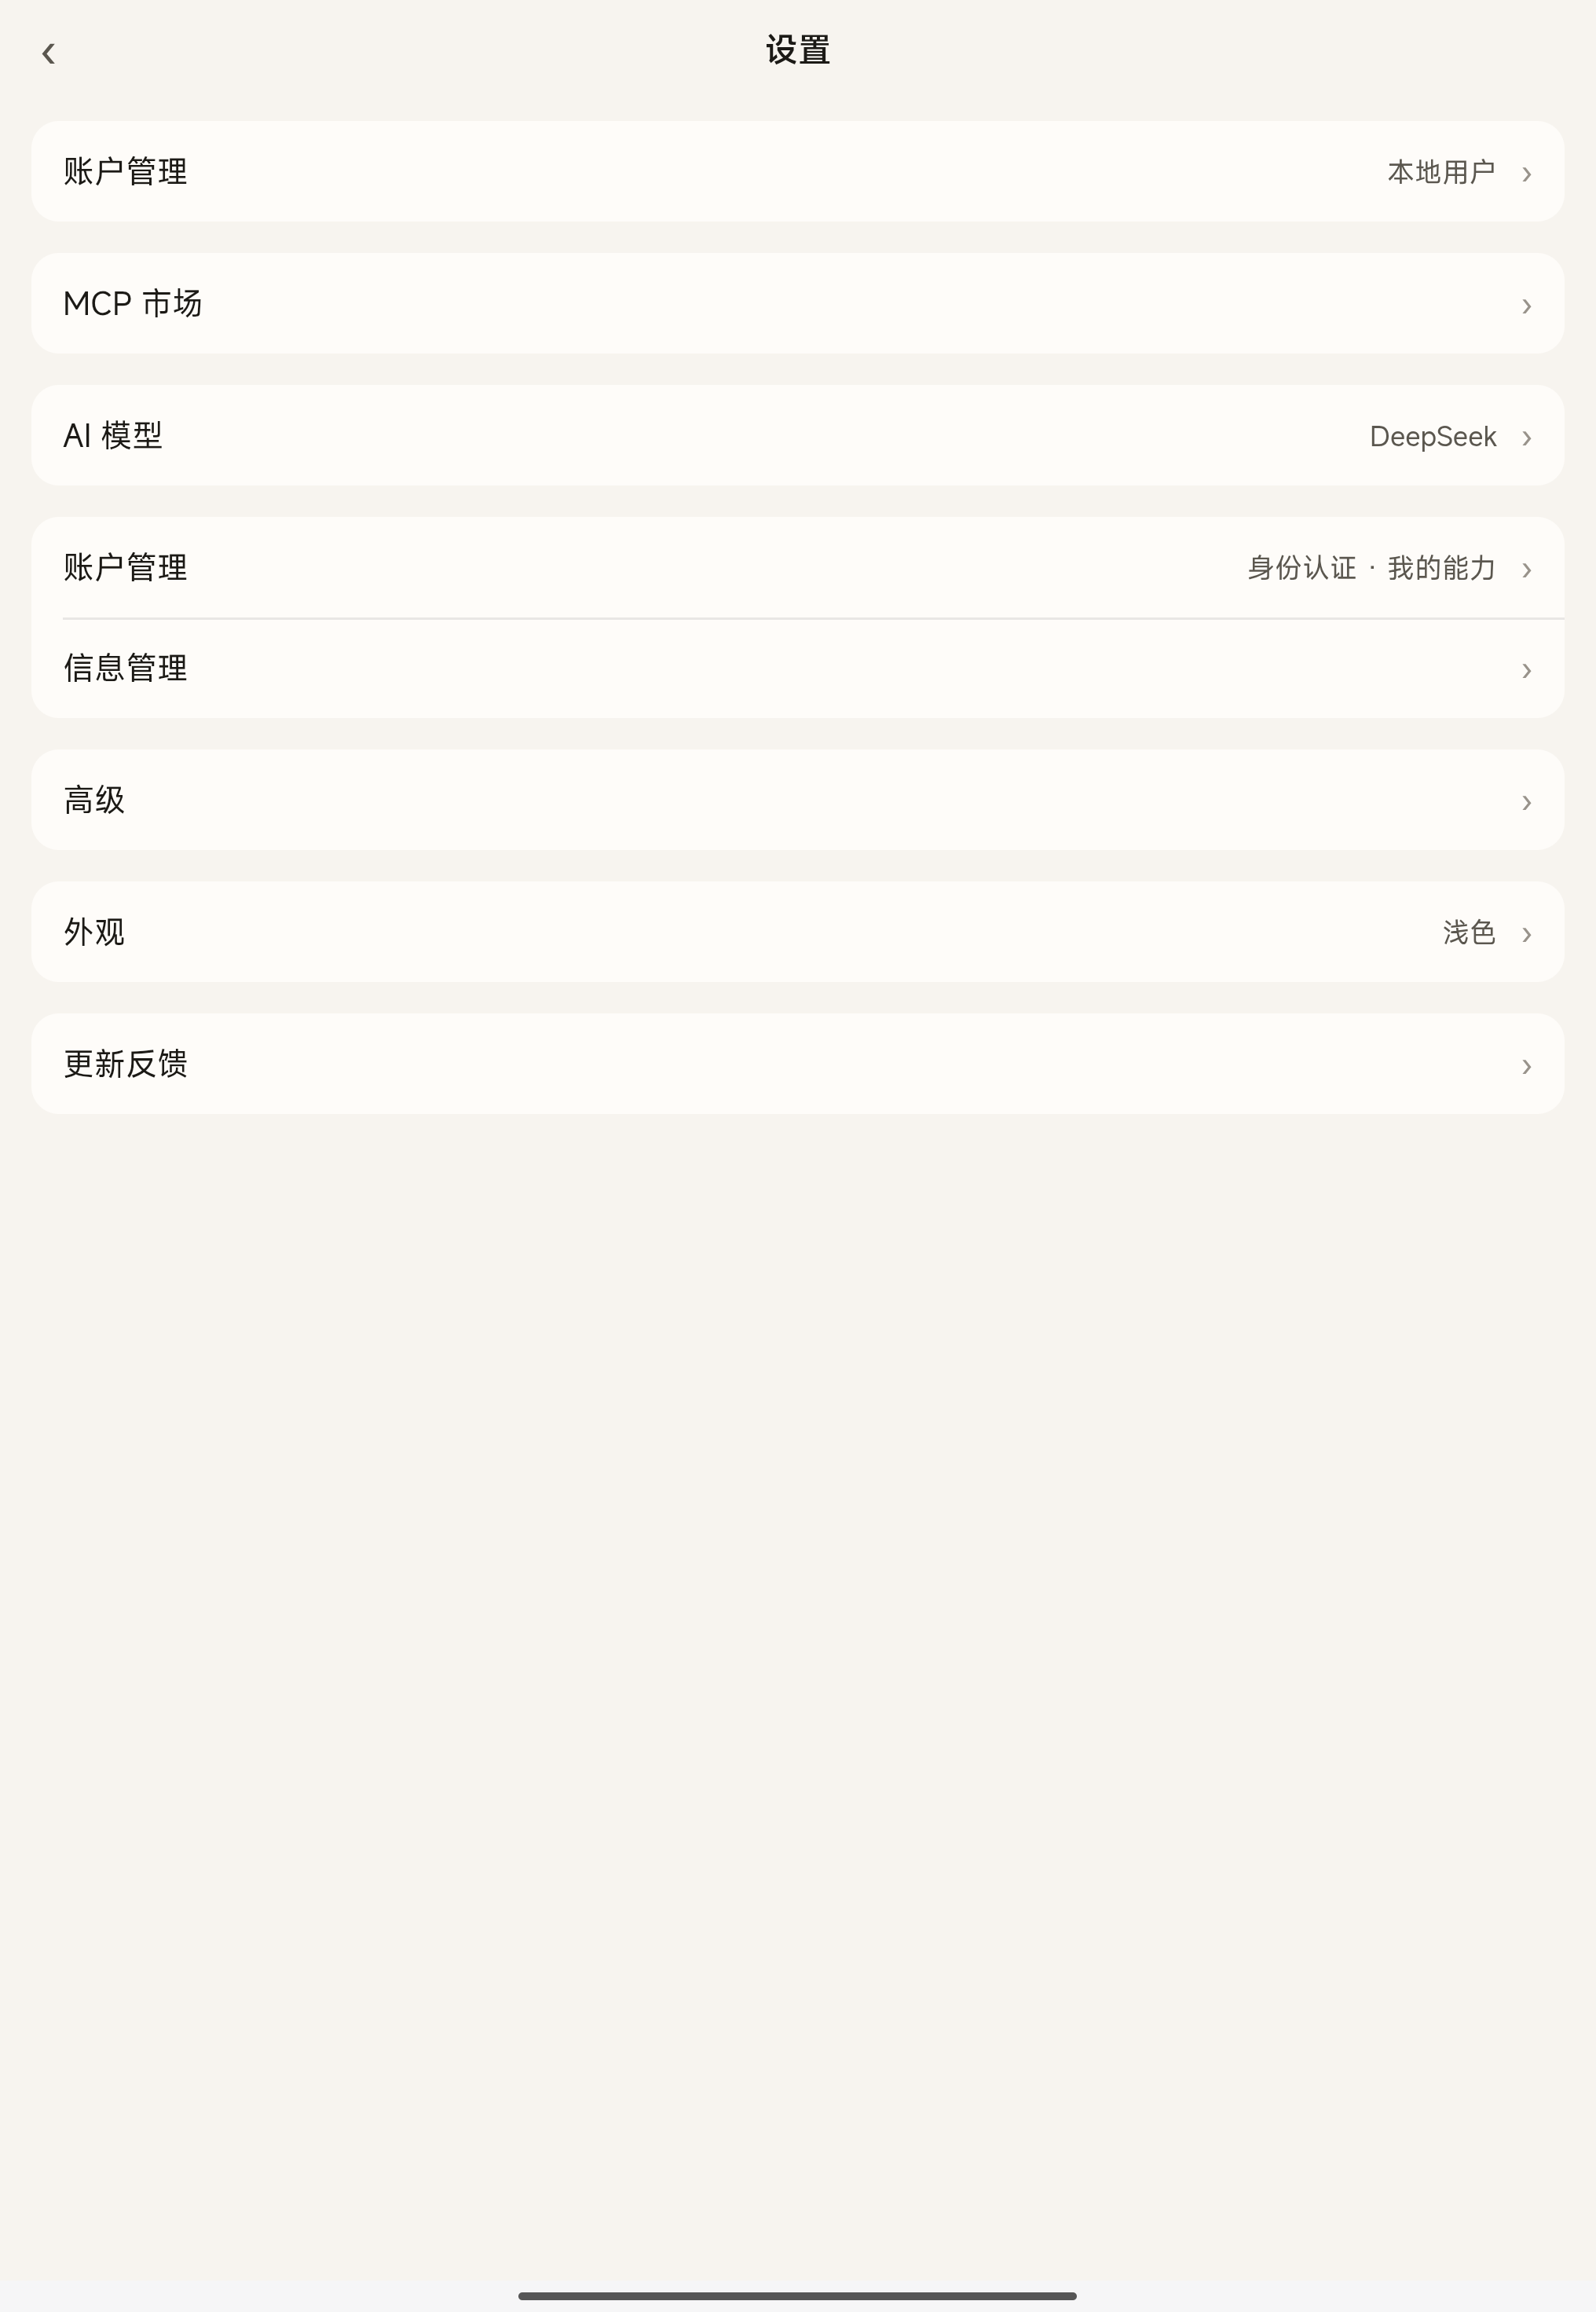 设置
账户管理 本地用户
MCP 市场
AI 模型 DeepSeek
账户管理 身份认证 · 我的能力
信息管理
高级
外观 浅色
更新反馈